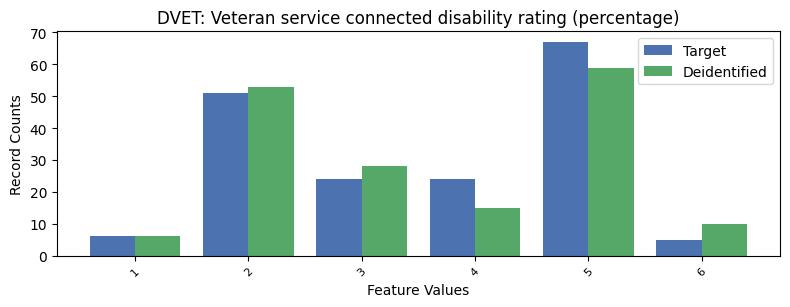 DVET: Veteran service connected disability rating (percentage)
70
60
50
40
30
20
10
0
Record Counts
Target
Deidentified
1 2 3 4 5 6
Feature Values